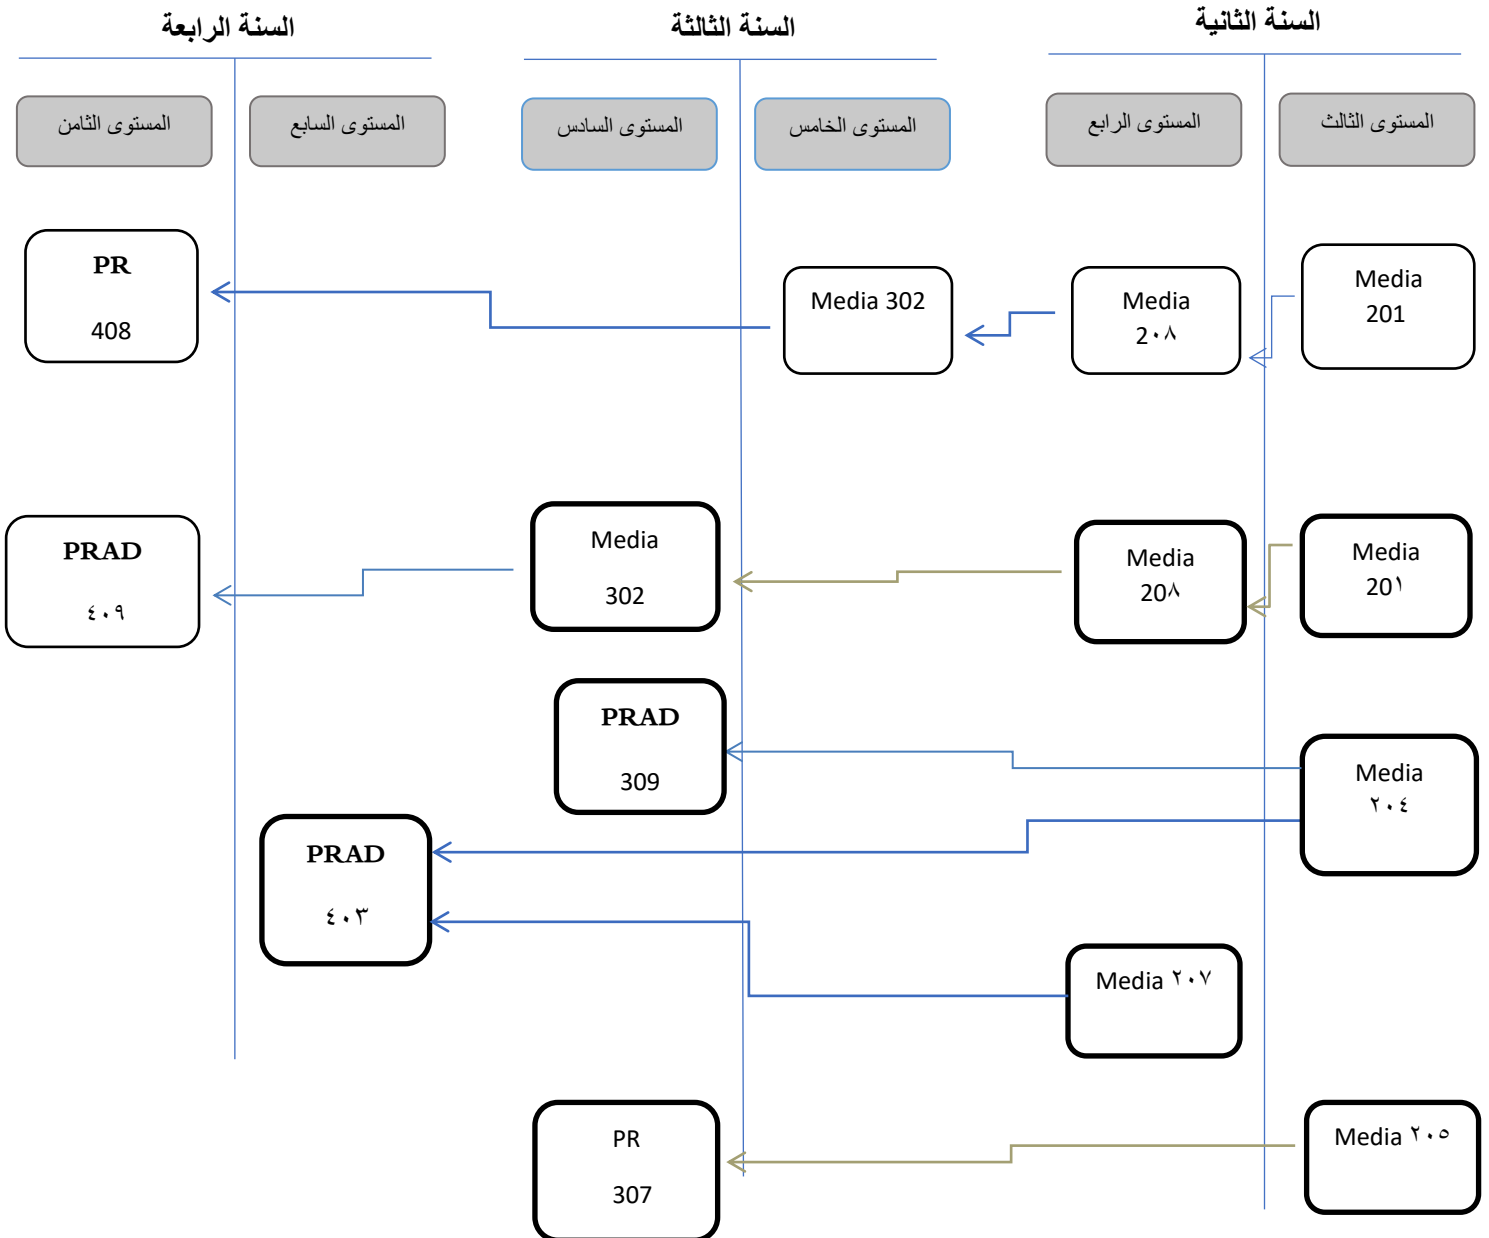 السنة الثانية
السنة الثالثة
السنة الرابعة
المستوى الثالث
المستوى الرابع
المستوى الخامس
المستوى السادس
المستوى السابع
المستوى الثامن
Media
201
Media
2٠٨
Media 302
PR
408
Media
20١
Media
20٨
Media
302
PRAD
٤٠٩
Media
٢٠٤
PRAD
309
PRAD
٤٠٣
Media ٢٠٧
Media ٢٠٥
PR
307